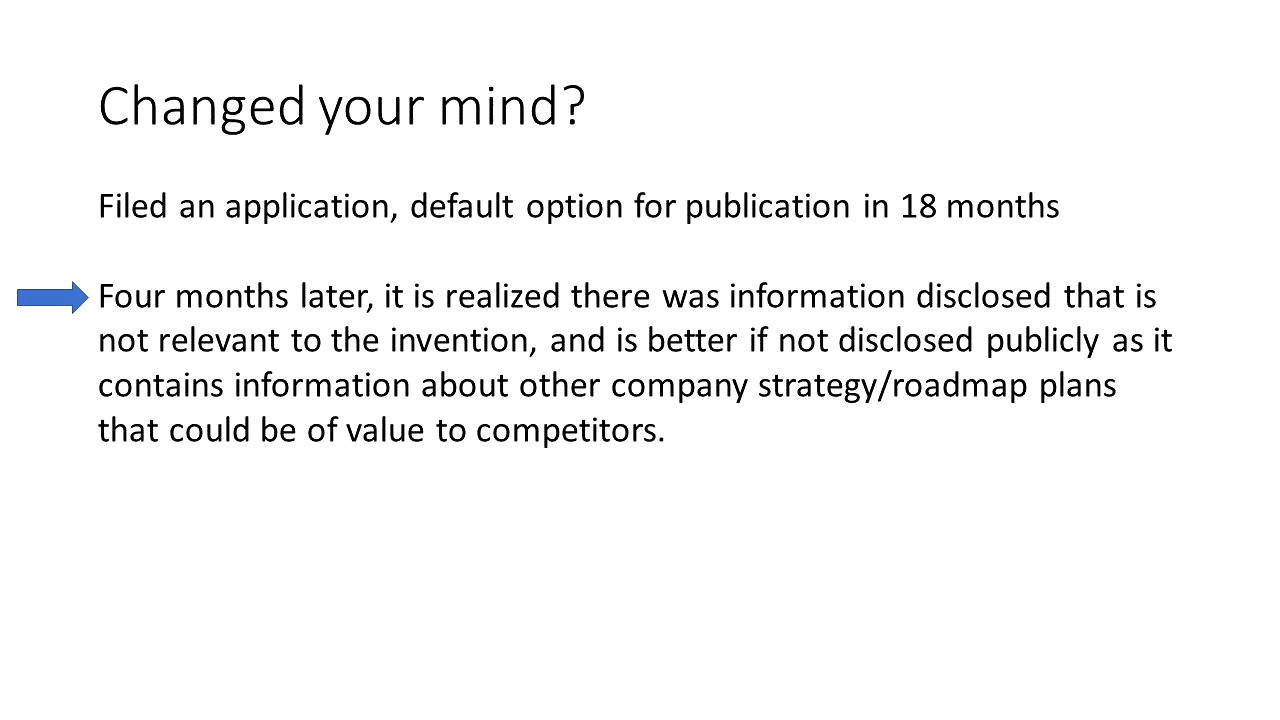 Changed your mind?
Filed an application, default option for publication in 18 months
Four months later, it is realized there was information disclosed that is
not relevant to the invention, and is better if not disclosed publicly as it
contains information about other company strategy/roadmap plans
that could be of value to competitors.